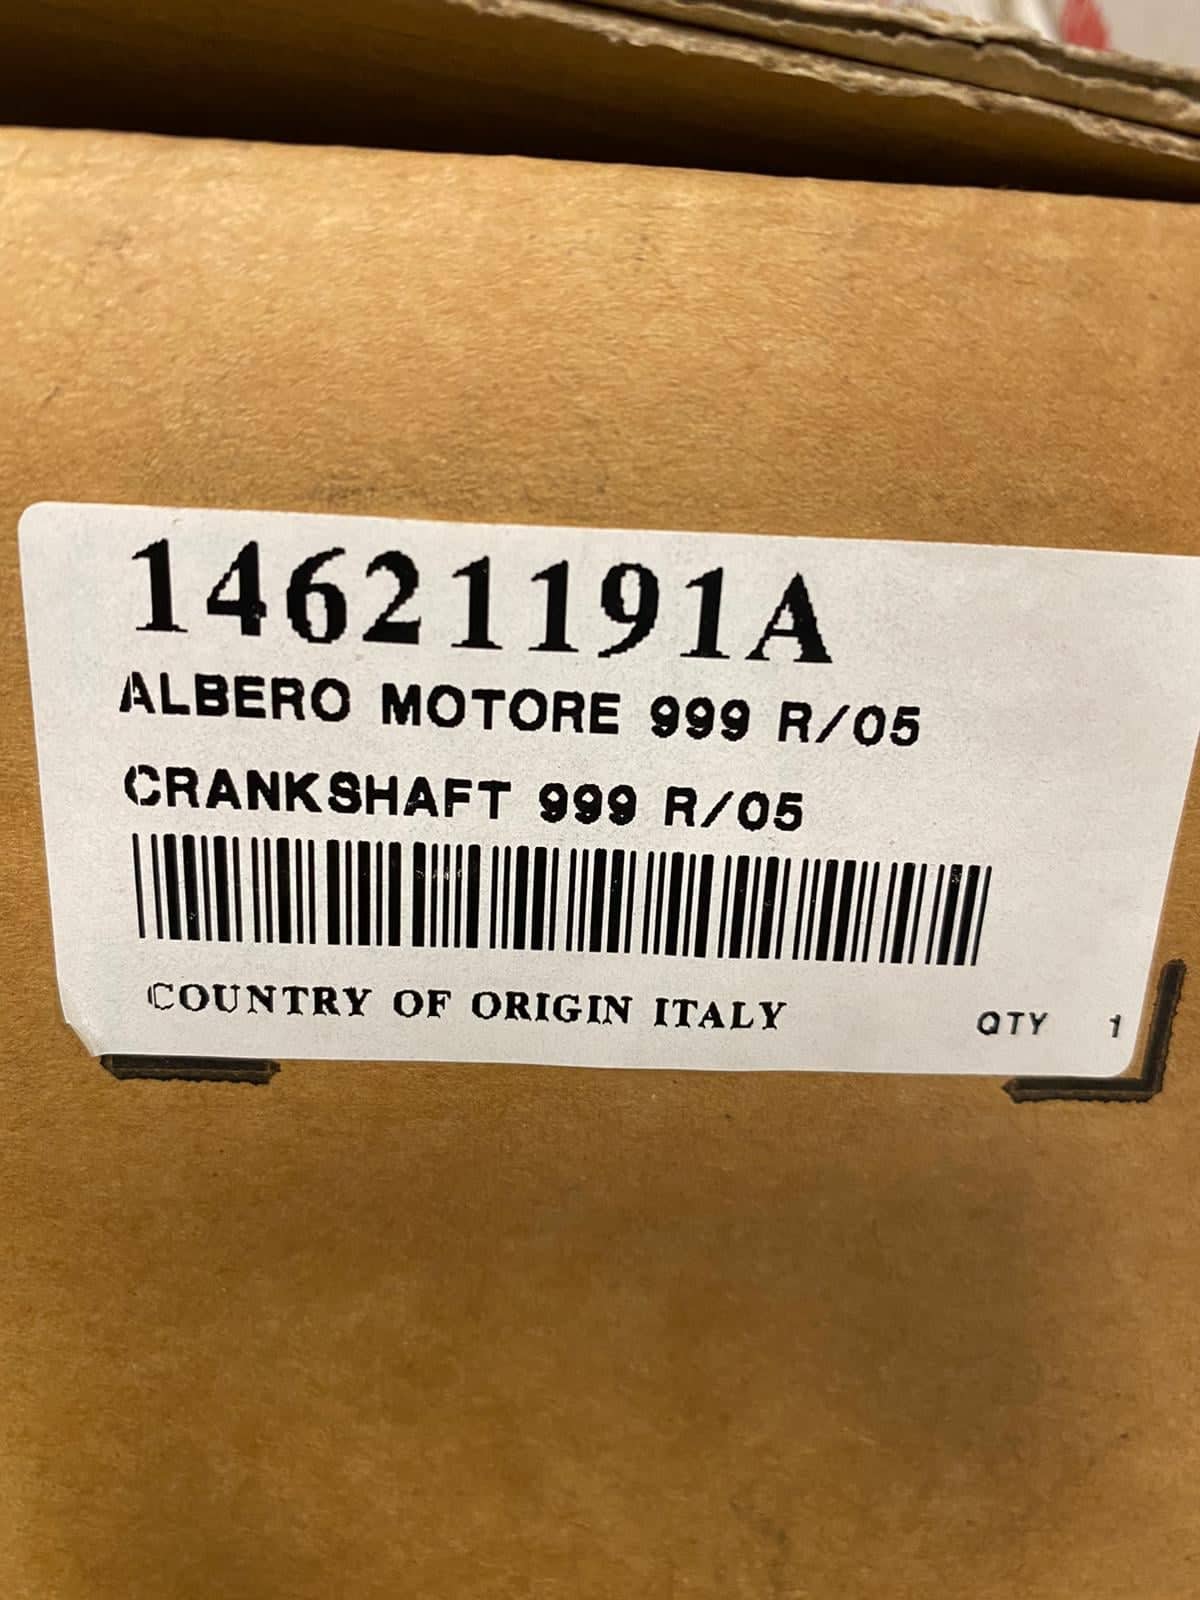 14621191A
ALBERO MOTORE 999 R/05
CRANKSHAFT 999 R/05
COUNTRY OF ORIGIN ITALY QTY 1